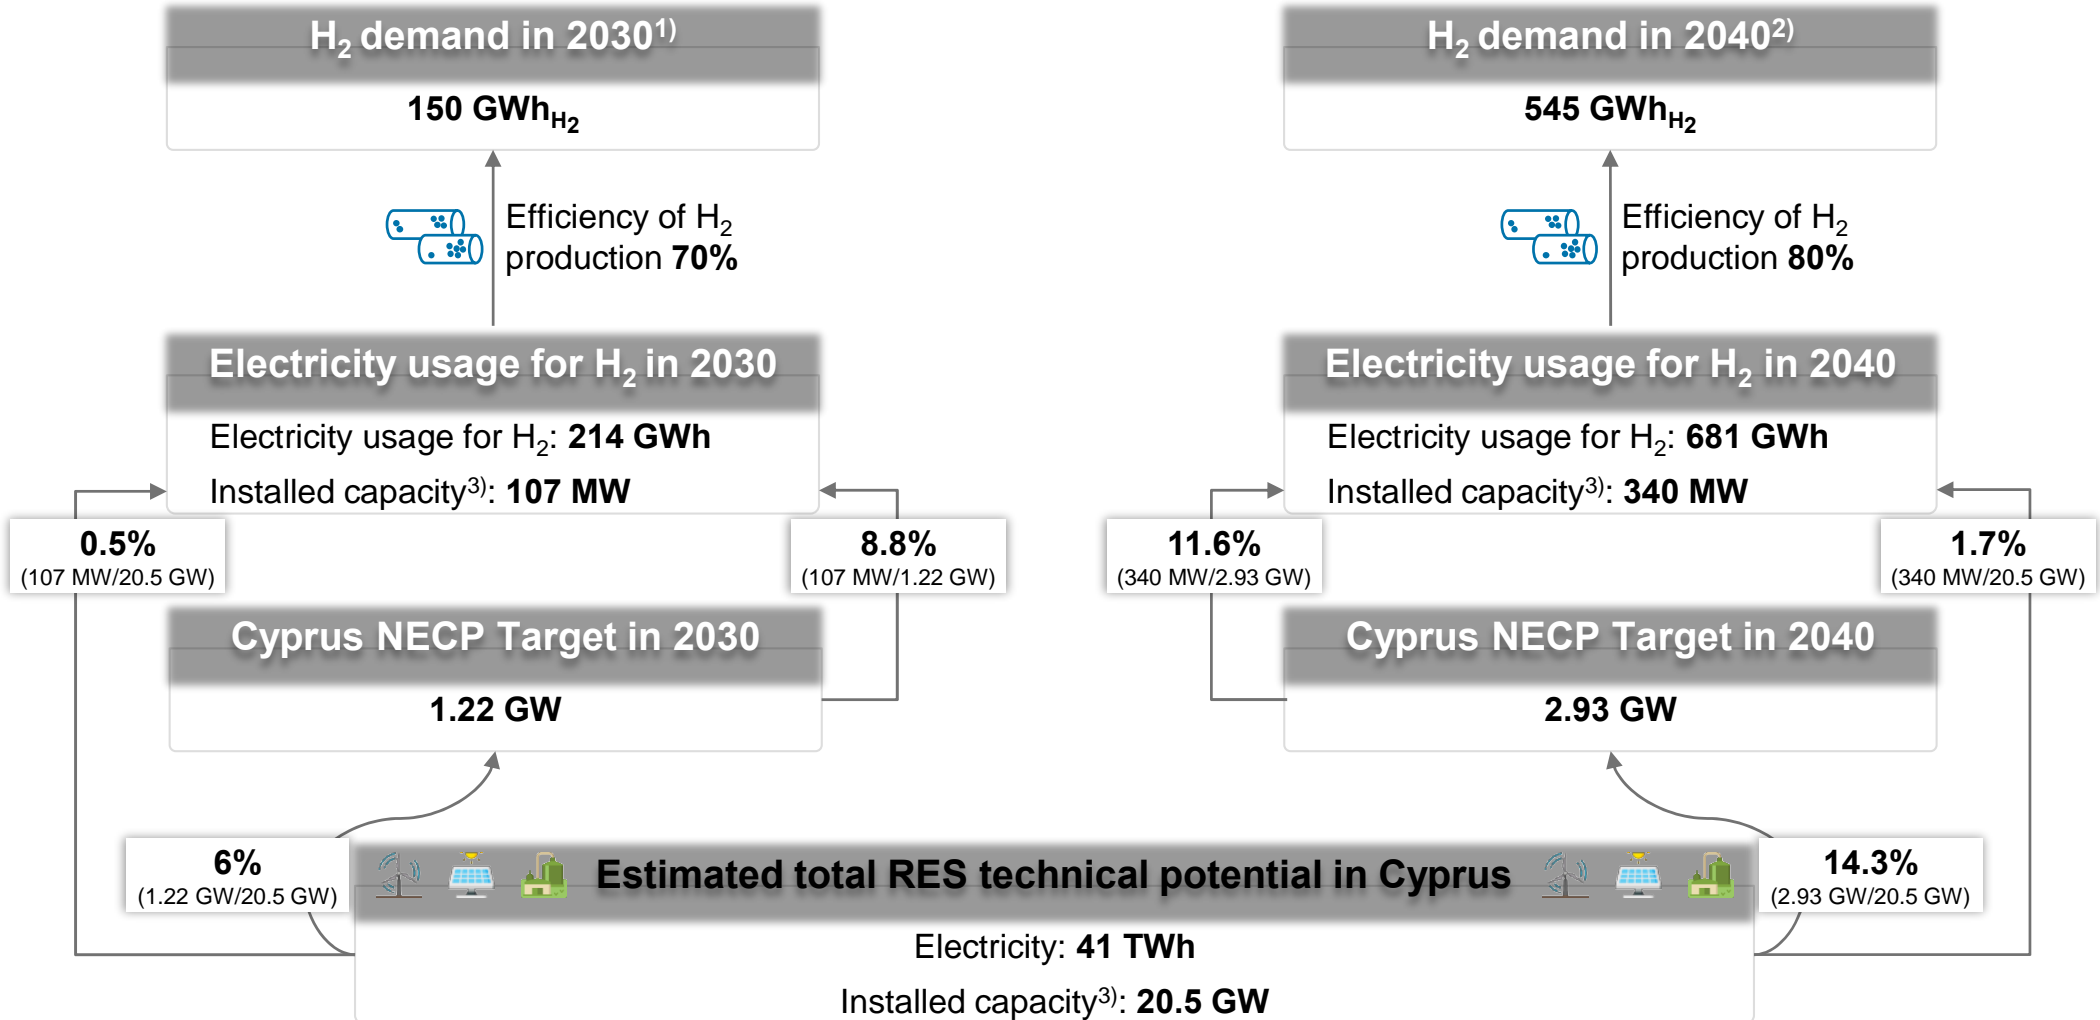 H₂ demand in 2030¹⁾
150 GWh_H₂
Efficiency of H₂
production 70%
Electricity usage for H₂ in 2030
Electricity usage for H₂: 214 GWh
Installed capacity³⁾: 107 MW
0.5%
(107 MW/20.5 GW)
8.8%
(107 MW/1.22 GW)
Cyprus NECP Target in 2030
1.22 GW
6%
(1.22 GW/20.5 GW)
H₂ demand in 2040²⁾
545 GWh_H₂
Efficiency of H₂
production 80%
Electricity usage for H₂ in 2040
Electricity usage for H₂: 681 GWh
Installed capacity³⁾: 340 MW
11.6%
(340 MW/2.93 GW)
1.7%
(340 MW/20.5 GW)
Cyprus NECP Target in 2040
2.93 GW
14.3%
(2.93 GW/20.5 GW)
Estimated total RES technical potential in Cyprus
Electricity: 41 TWh
Installed capacity³⁾: 20.5 GW